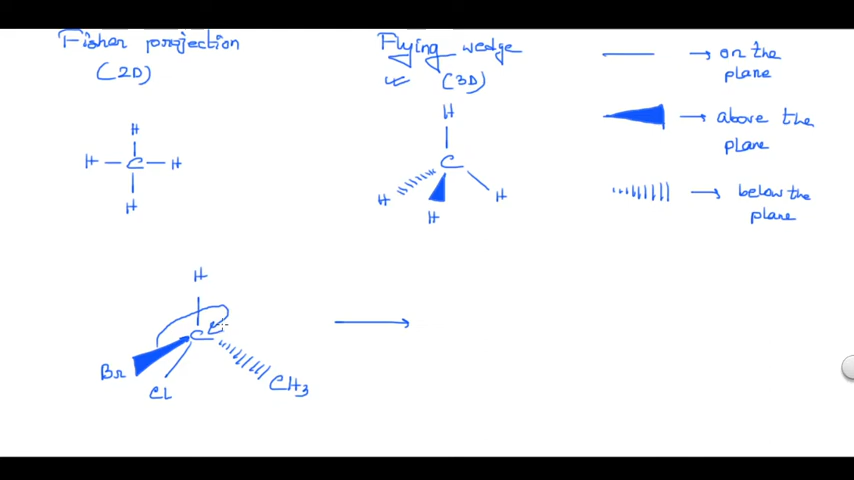 Fisher projection
(2D)
Flying wedge
(3D)
→ on the
plane
→ above the
plane
→ below the
plane
H
H C H
H
H
C
H H H
H
C
Br
Cl
CH3